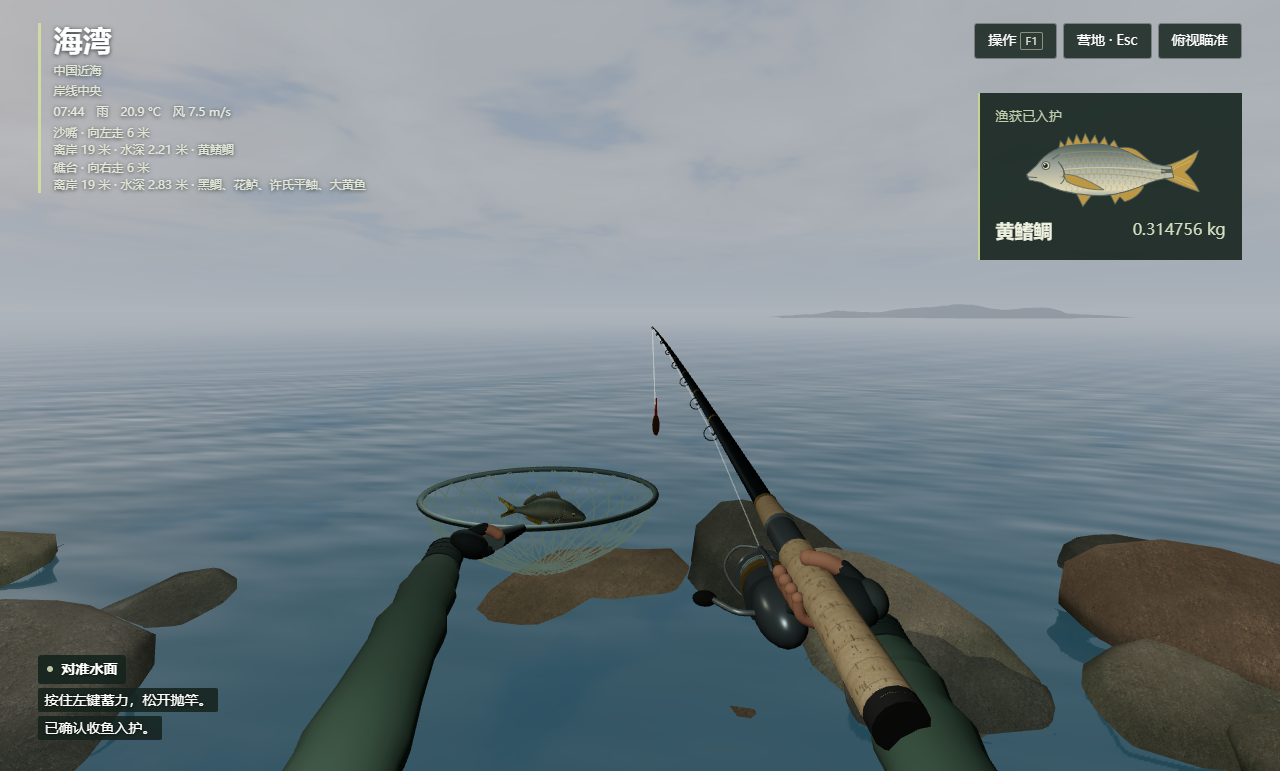 海湾
中国近海
岸线中央
07:44 雨 20.9 °C 风 7.5 m/s
沙嘴 · 向左走 6 米
离岸 19 米 · 水深 2.21 米 · 黄鳍鲷
礁台 · 向右走 6 米
离岸 19 米 · 水深 2.83 米 · 黑鲷、花鲈、许氏平鲉、大黄鱼
操作 F1
营地 · Esc
俯视瞄准
渔获已入护
黄鳍鲷 0.314756 kg
对准水面
按住左键蓄力，松开抛竿。
已确认收鱼入护。